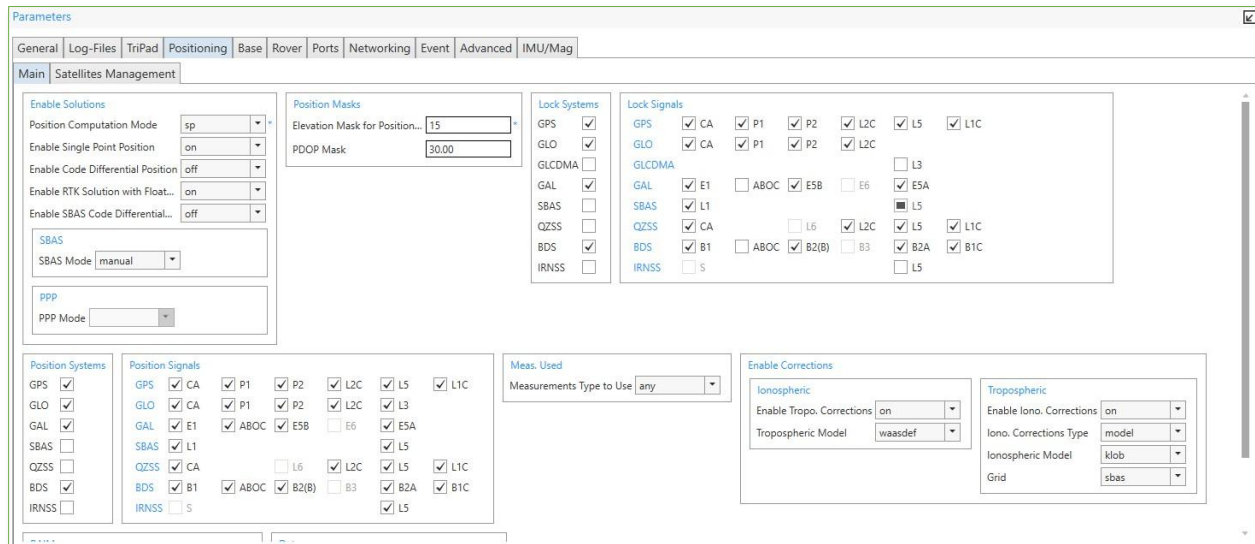 Parameters
General Log-Files TriPad Positioning Base Rover Ports Networking Event Advanced IMU/Mag
Main Satellites Management
Enable Solutions
Position Computation Mode sp *
Enable Single Point Position on
Enable Code Differential Position off
Enable RTK Solution with Float... on
Enable SBAS Code Differential... off
SBAS
SBAS Mode manual
PPP
PPP Mode
Position Masks
Elevation Mask for Position... 15 *
PDOP Mask 30.00
Lock Systems
GPS
GLO
GLCDMA
GAL
SBAS
QZSS
BDS
IRNSS
Lock Signals
GPS CA P1 P2 L2C L5 L1C
GLO CA P1 P2 L2C
GLCDMA L3
GAL E1 ABOC E5B E6 E5A
SBAS L1 L5
QZSS CA L6 L2C L5 L1C
BDS B1 ABOC B2(B) B3 B2A B1C
IRNSS S L5
Position Systems
GPS
GLO
GAL
SBAS
QZSS
BDS
IRNSS
Position Signals
GPS CA P1 P2 L2C L5 L1C
GLO CA P1 P2 L2C L3
GAL E1 ABOC E5B E6 E5A
SBAS L1 L5
QZSS CA L6 L2C L5 L1C
BDS B1 ABOC B2(B) B3 B2A B1C
IRNSS S L5
Meas. Used
Measurements Type to Use any
Enable Corrections
Ionospheric
Enable Tropo. Corrections on
Tropospheric Model waasdef
Tropospheric
Enable Iono. Corrections on
Iono. Corrections Type model
Ionospheric Model klob
Grid sbas